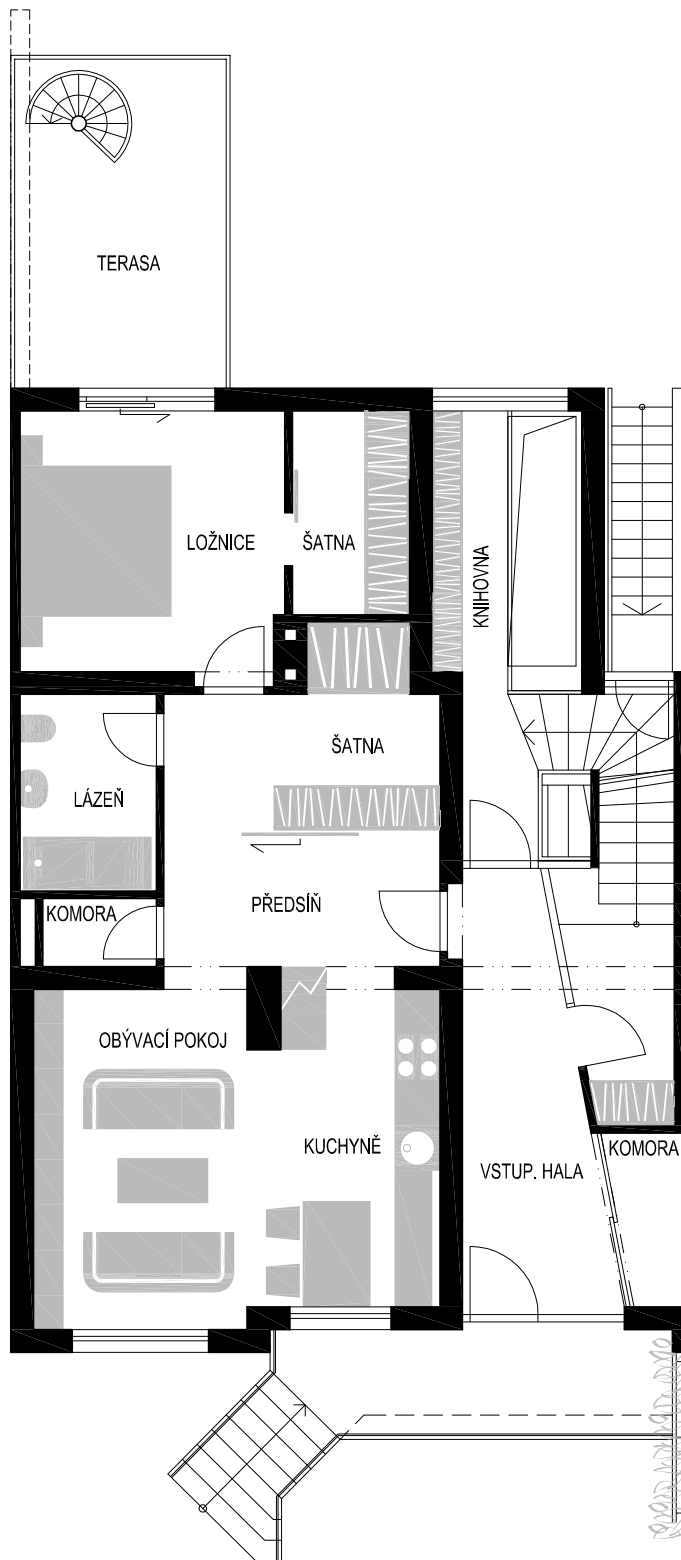 TERASA
LOŽNICE
ŠATNA
KNIHOVNA
ŠATNA
LÁZEŇ
KOMORA
PŘEDSÍŇ
OBÝVACÍ POKOJ
KUCHYNĚ
KOMORA
VSTUP. HALA